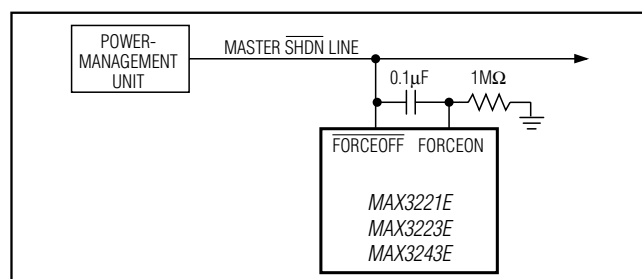 POWER-
MANAGEMENT
UNIT
MASTER SHDN LINE
0.1μF 1MΩ
FORCEOFF FORCEON
MAX3221E
MAX3223E
MAX3243E